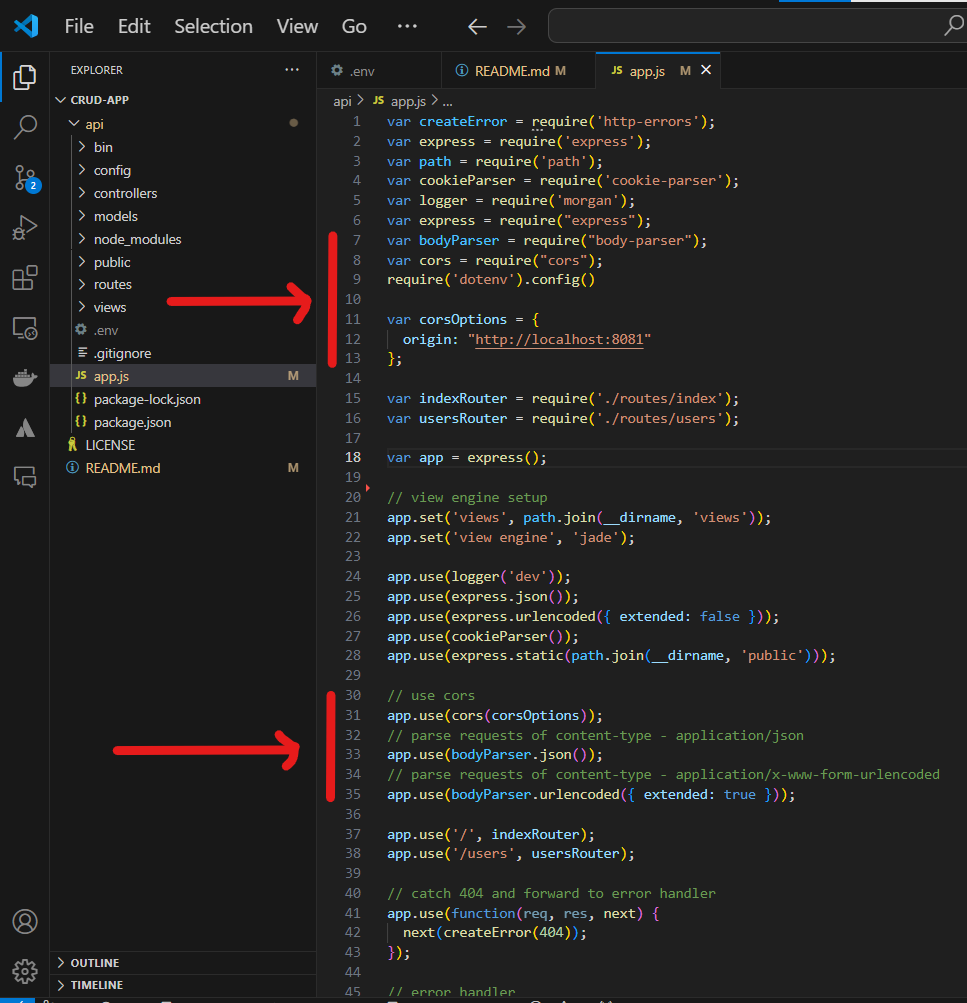 File Edit Selection View Go ···
EXPLORER ···
CRUD-APP
api
bin
config
controllers
models
node_modules
public
routes
views
.env
.gitignore
JS app.js M
{} package-lock.json
{} package.json
LICENSE
README.md M
2
OUTLINE
TIMELINE
.env
README.md M
JS app.js M
api > JS app.js > ...
1 var createError = require('http-errors');
2 var express = require('express');
3 var path = require('path');
4 var cookieParser = require('cookie-parser');
5 var logger = require('morgan');
6 var express = require("express");
7 var bodyParser = require("body-parser");
8 var cors = require("cors");
9 require('dotenv').config()
10
11 var corsOptions = {
12 origin: "http://localhost:8081"
13 };
14
15 var indexRouter = require('./routes/index');
16 var usersRouter = require('./routes/users');
17
18 var app = express();
19
20 // view engine setup
21 app.set('views', path.join(__dirname, 'views'));
22 app.set('view engine', 'jade');
23
24 app.use(logger('dev'));
25 app.use(express.json());
26 app.use(express.urlencoded({ extended: false }));
27 app.use(cookieParser());
28 app.use(express.static(path.join(__dirname, 'public')));
29
30 // use cors
31 app.use(cors(corsOptions));
32 // parse requests of content-type - application/json
33 app.use(bodyParser.json());
34 // parse requests of content-type - application/x-www-form-urlencoded
35 app.use(bodyParser.urlencoded({ extended: true }));
36
37 app.use('/', indexRouter);
38 app.use('/users', usersRouter);
39
40 // catch 404 and forward to error handler
41 app.use(function(req, res, next) {
42 next(createError(404));
43 });
44
45 // error handler